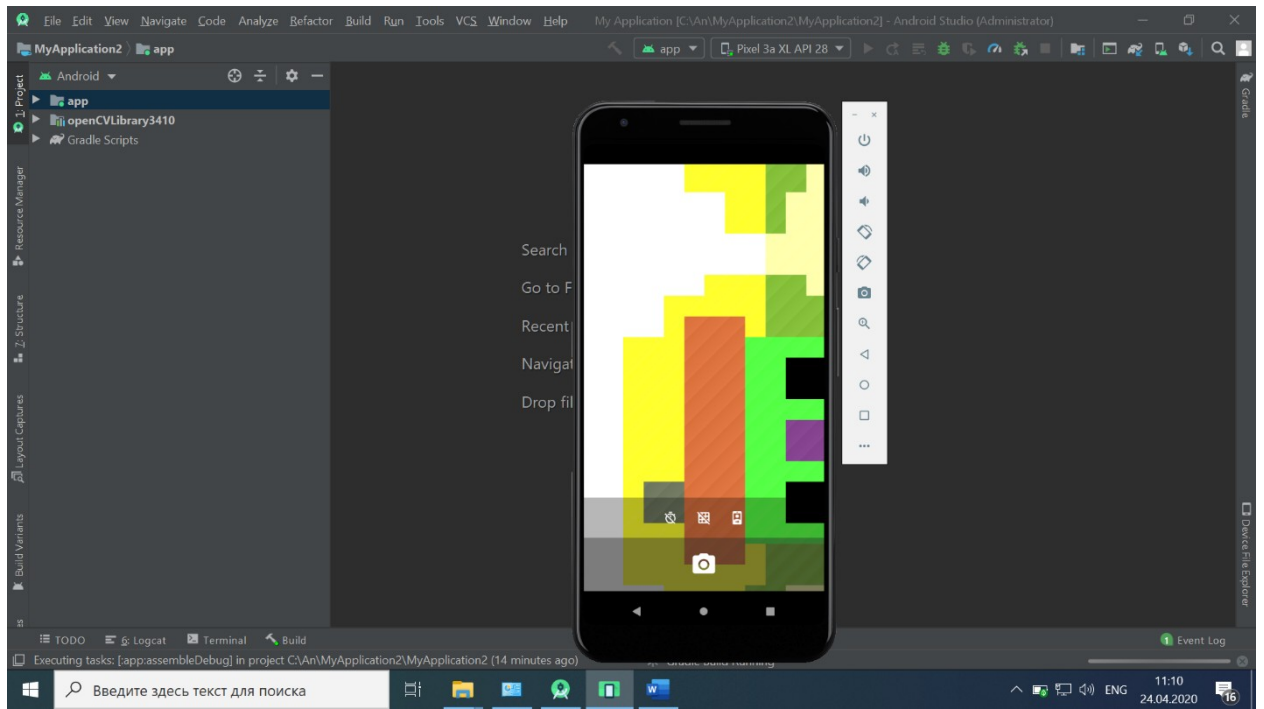 File Edit View Navigate Code Analyze Refactor Build Run Tools VCS Window Help My Application [C:\An\MyApplication2\MyApplication2] - Android Studio (Administrator)
MyApplication2 app app Pixel 3a XL API 28
Android
1: Project
app
openCVLibrary3410
Gradle Scripts
Gradle
Resource Manager
Search
Go to F
Recent
Navigat
Drop fil
Z: Structure
Layout Captures
Build Variants
Device File Explorer
TODO 6: Logcat Terminal Build 1 Event Log
Executing tasks: [:app:assembleDebug] in project C:\An\MyApplication2\MyApplication2 (14 minutes ago) Gradle Build Running
Введите здесь текст для поиска ENG 11:10
24.04.2020 16